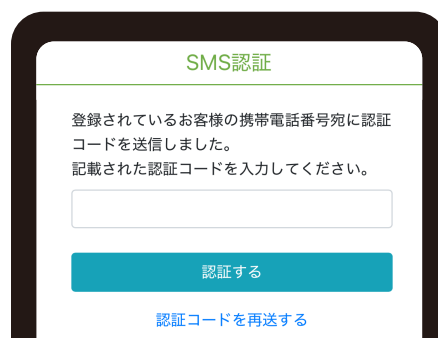 SMS認証
登録されているお客様の携帯電話番号宛に認証
コードを送信しました。
記載された認証コードを入力してください。
認証する
認証コードを再送する